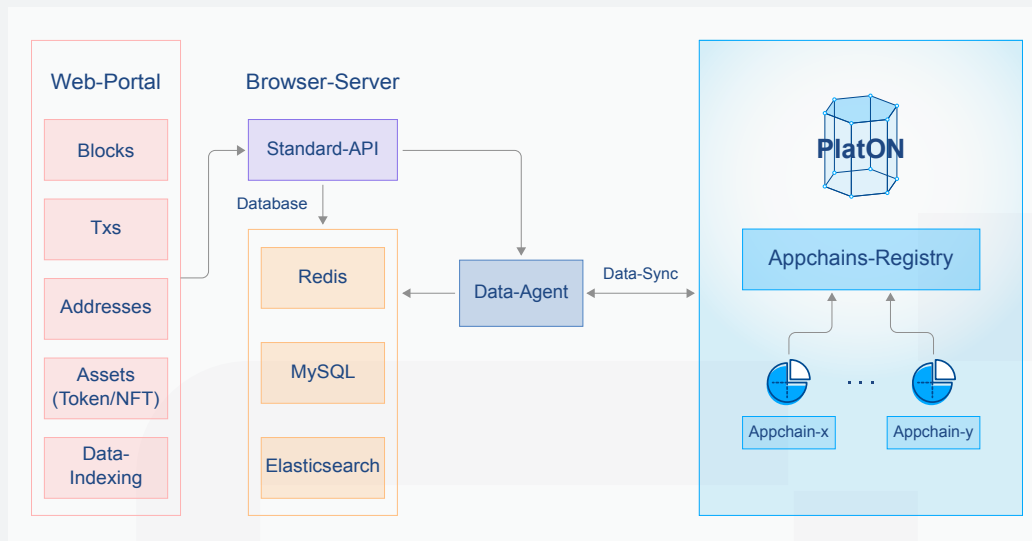 Web-Portal
Blocks
Txs
Addresses
Assets
(Token/NFT)
Data-
Indexing
Browser-Server
Standard-API
Database
Redis
MySQL
Elasticsearch
Data-Agent
Data-Sync
PlatON
Appchains-Registry
...
Appchain-x
Appchain-y